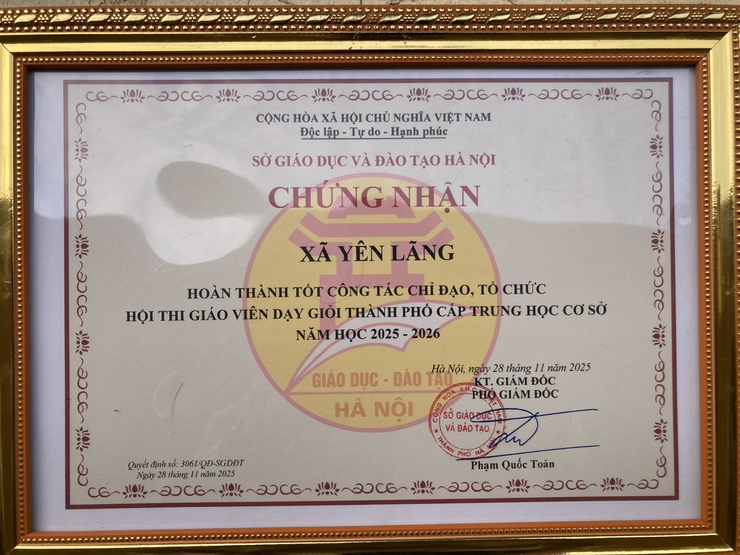 CỘNG HÒA XÃ HỘI CHỦ NGHĨA VIỆT NAM
Độc lập - Tự do - Hạnh phúc
SỞ GIÁO DỤC VÀ ĐÀO TẠO HÀ NỘI
CHỨNG NHẬN
XÃ YÊN LÃNG
HOÀN THÀNH TỐT CÔNG TÁC CHỈ ĐẠO, TỔ CHỨC
HỘI THI GIÁO VIÊN DẠY GIỎI THÀNH PHỐ CẤP TRUNG HỌC CƠ SỞ
NĂM HỌC 2025 - 2026
Hà Nội, ngày 28 tháng 11 năm 2025
KT. GIÁM ĐỐC
PHÓ GIÁM ĐỐC
GIÁO DỤC - ĐÀO TẠO
HÀ NỘI
SỞ GIÁO DỤC
VÀ ĐÀO TẠO
THÀNH PHỐ HÀ NỘI
Phạm Quốc Toản
Quyết định số: 3061/QĐ-SGDĐT
Ngày 28 tháng 11 năm 2025